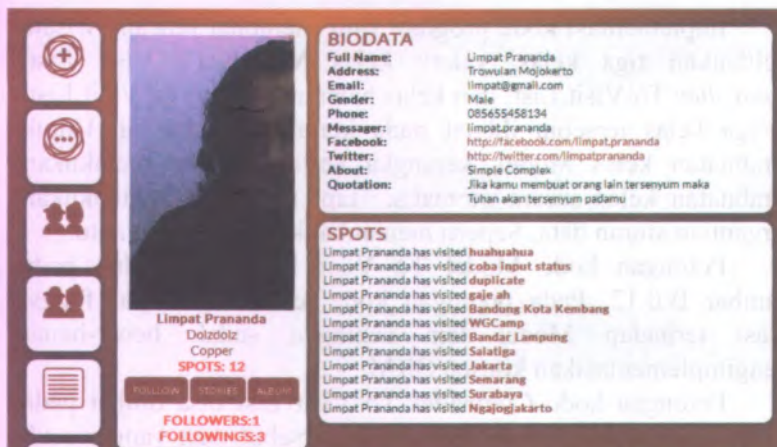 BIODATA
Full Name: Limpat Prananda
Address: Trowulan Mojokerto
Email: limpat@gmail.com
Gender: Male
Phone: 085655458134
Messager: limpat.prananda
Facebook: http://facebook.com/limpat.prananda
Twitter: http://twitter.com/limpatprananda
About: Simple Complex
Quotation: Jika kamu membuat orang lain tersenyum maka
Tuhan akan tersenyum padamu
SPOTS
Limpat Prananda has visited huahuahua
Limpat Prananda has visited coba input status
Limpat Prananda has visited duplicate
Limpat Prananda has visited
Limpat Prananda has visited Bandung Kota Kembang
Limpat Prananda has visited WGCamp
Limpat Prananda has visited Bandar Lampung
Limpat Prananda has visited Salatiga
Limpat Prananda has visited Jakarta
Limpat Prananda has visited Semarang
Limpat Prananda has visited Surabaya
Limpat Prananda has visited Ngajogjakarto
Limpat Prananda
Dolzdolz
Copper
SPOTS: 12
FOLLLOW STORIES ALBUM
FOLLOWERS:1
FOLLOWINGS:3